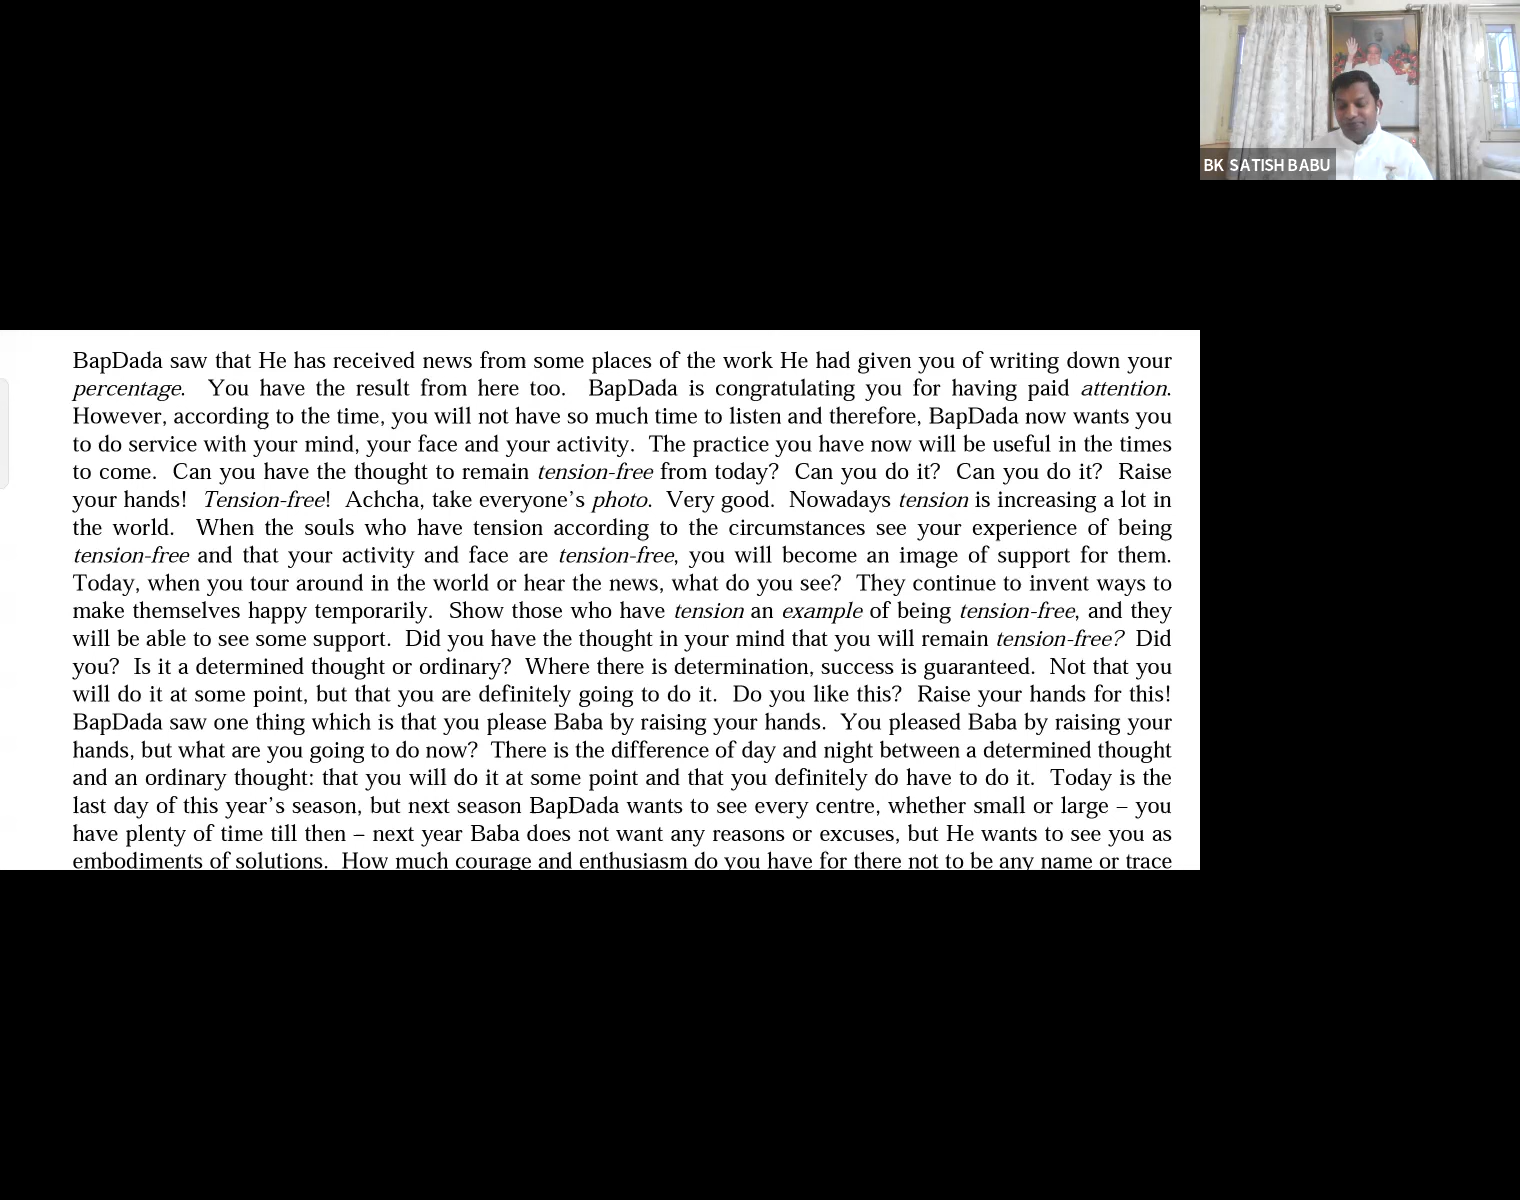 BK SATISH BABU
BapDada saw that He has received news from some places of the work He had given you of writing down your
percentage. You have the result from here too. BapDada is congratulating you for having paid attention.
However, according to the time, you will not have so much time to listen and therefore, BapDada now wants you
to do service with your mind, your face and your activity. The practice you have now will be useful in the times
to come. Can you have the thought to remain tension-free from today? Can you do it? Can you do it? Raise
your hands! Tension-free! Achcha, take everyone's photo. Very good. Nowadays tension is increasing a lot in
the world. When the souls who have tension according to the circumstances see your experience of being
tension-free and that your activity and face are tension-free, you will become an image of support for them.
Today, when you tour around in the world or hear the news, what do you see? They continue to invent ways to
make themselves happy temporarily. Show those who have tension an example of being tension-free, and they
will be able to see some support. Did you have the thought in your mind that you will remain tension-free? Did
you? Is it a determined thought or ordinary? Where there is determination, success is guaranteed. Not that you
will do it at some point, but that you are definitely going to do it. Do you like this? Raise your hands for this!
BapDada saw one thing which is that you please Baba by raising your hands. You pleased Baba by raising your
hands, but what are you going to do now? There is the difference of day and night between a determined thought
and an ordinary thought: that you will do it at some point and that you definitely do have to do it. Today is the
last day of this year's season, but next season BapDada wants to see every centre, whether small or large – you
have plenty of time till then – next year Baba does not want any reasons or excuses, but He wants to see you as
embodiments of solutions. How much courage and enthusiasm do you have for there not to be any name or trace